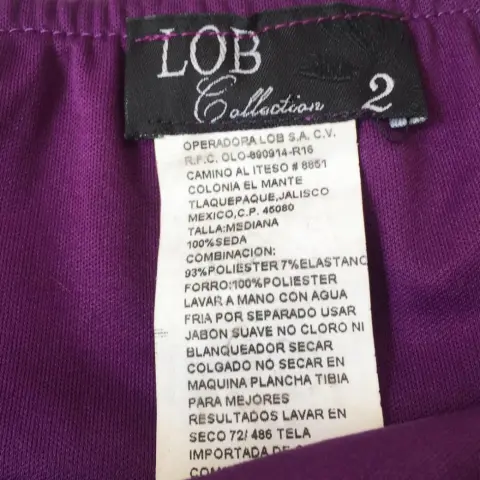 LOB
Collection 2
OPERADORA LOB S.A. C.V.
R.F.C. OLO-890914-R16
CAMINO AL ITESO # 8851
COLONIA EL MANTE
TLAQUEPAQUE,JALISCO
MEXICO,C.P. 45080
TALLA:MEDIANA
100%SEDA
COMBINACION:
93%POLIESTER 7%ELASTANO
FORRO:100%POLIESTER
LAVAR A MANO CON AGUA
FRIA POR SEPARADO USAR
JABON SUAVE NO CLORO NI
BLANQUEADOR SECAR
COLGADO NO SECAR EN
MAQUINA PLANCHA TIBIA
PARA MEJORES
RESULTADOS LAVAR EN
SECO 72/ 486 TELA
IMPORTADA DE